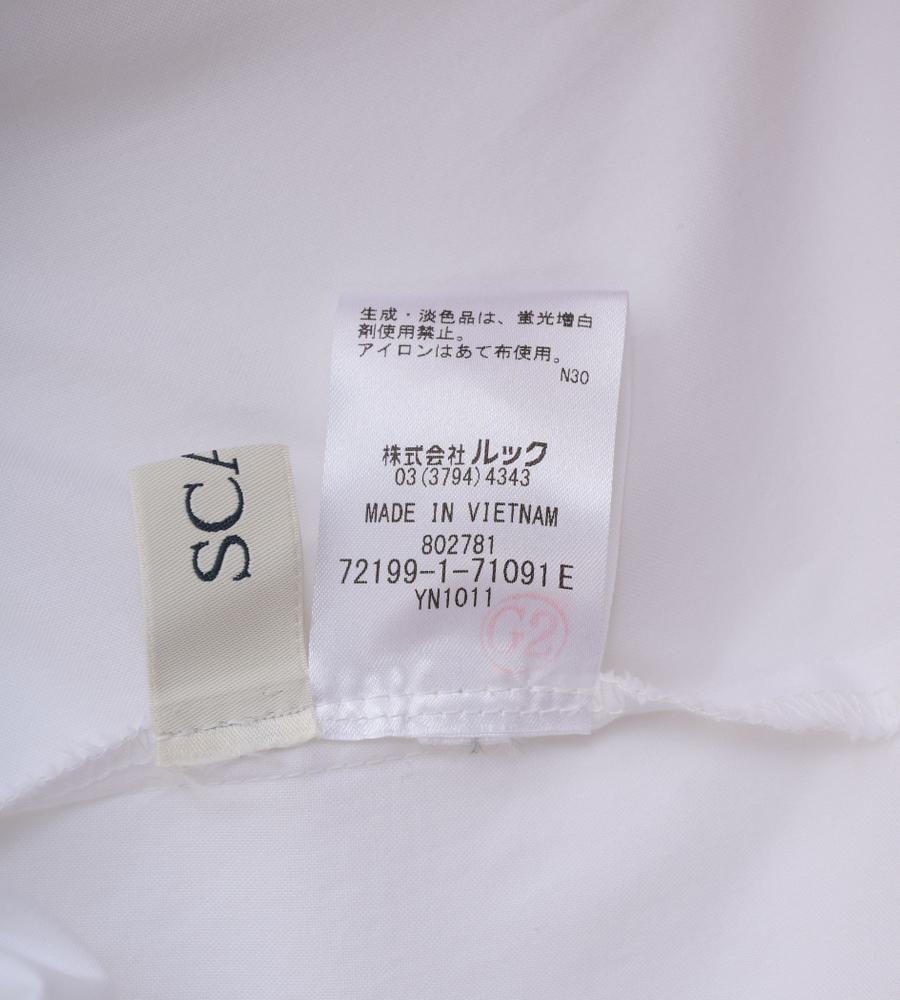 生成・淡色品は、蛍光増白
剤使用禁止。
アイロンはあて布使用。
N30
株式会社ルック
03(3794)4343
MADE IN VIETNAM
802781
72199-1-71091E
YN1011
G2
SCA